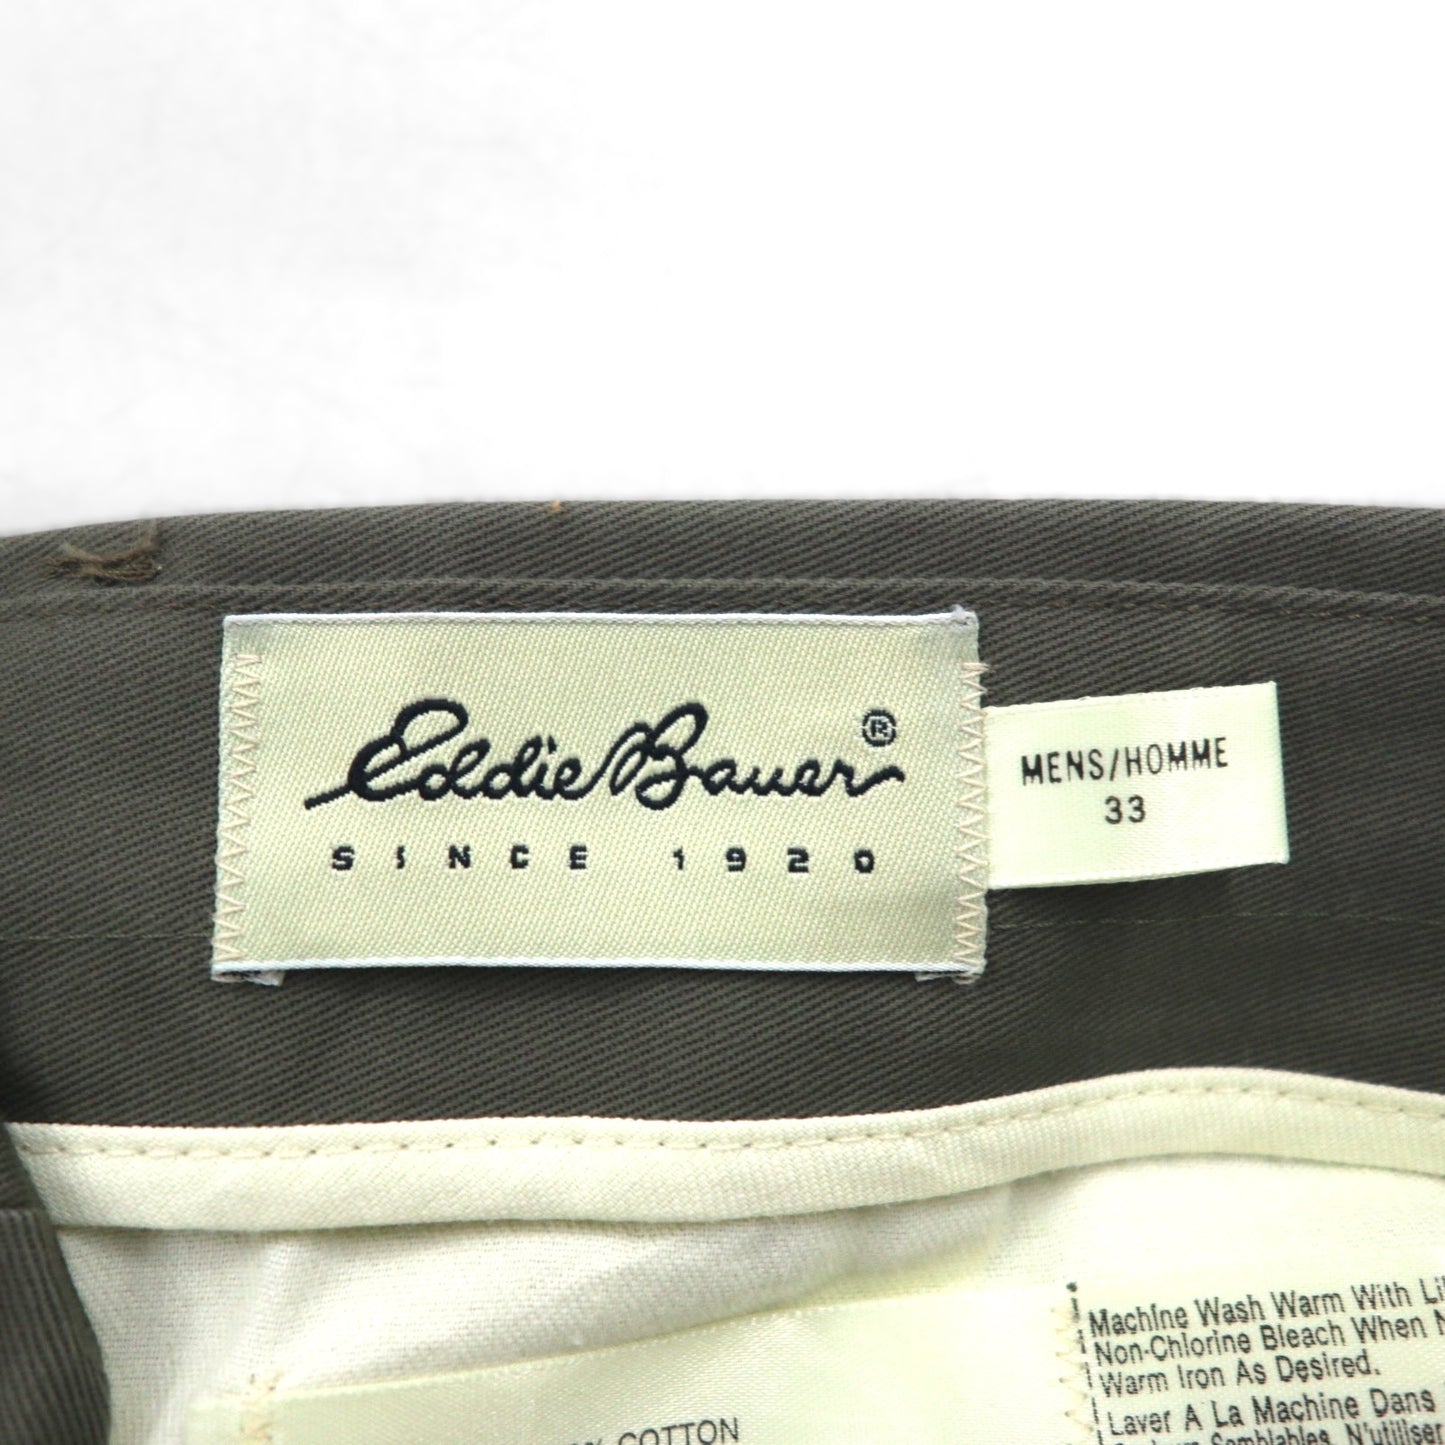 Eddie Bauer®
SINCE 1920
MENS/HOMME
33
Machine Wash Warm With
Non-Chlorine Bleach When
Warm Iron As Desired.
Laver A La Machine Dans
N'utiliser
% COTTON